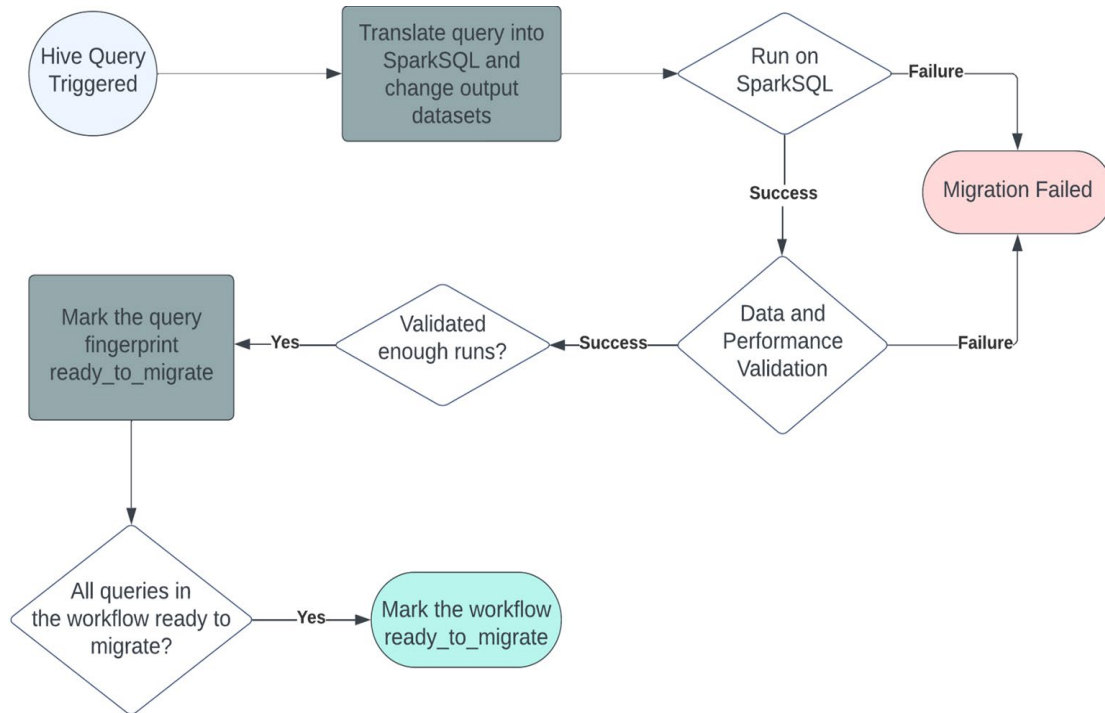 Hive Query
Triggered
Translate query into
SparkSQL and
change output
datasets
Run on
SparkSQL
Failure
Migration Failed
Success
Data and
Performance
Validation
Failure
Success
Validated
enough runs?
Yes
Mark the query
fingerprint
ready_to_migrate
All queries in
the workflow ready to
migrate?
Yes
Mark the workflow
ready_to_migrate